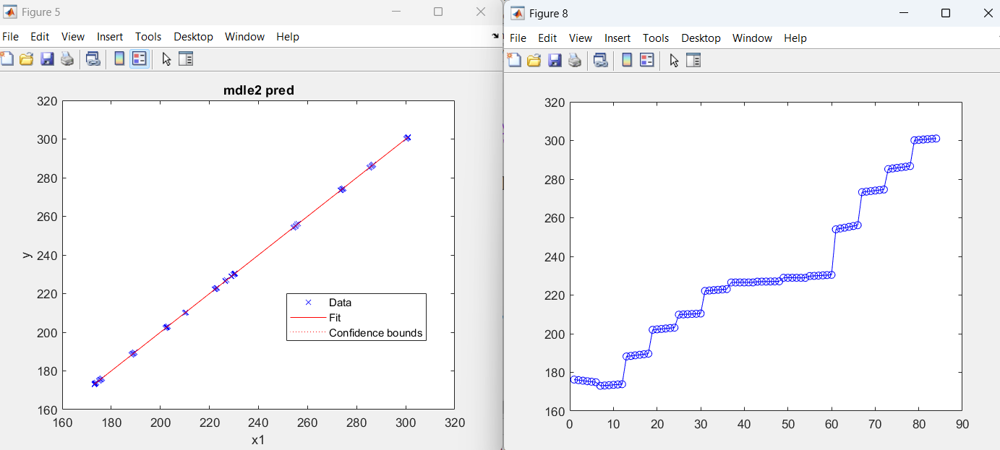 Figure 5
File Edit View Insert Tools Desktop Window Help
mdle2 pred
320
300
280
260
240
220
200
180
160
y
160 180 200 220 240 260 280 300 320
x1
Data
Fit
Confidence bounds
Figure 8
File Edit View Insert Tools Desktop Window Help
320
300
280
260
240
220
200
180
160
0 10 20 30 40 50 60 70 80 90